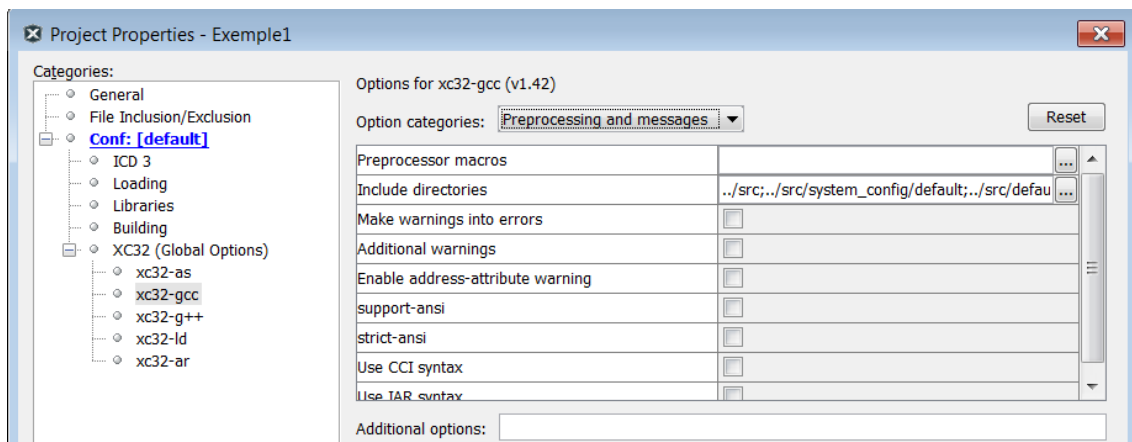 Project Properties - Exemple1
Categories:
General
File Inclusion/Exclusion
Conf: [default]
ICD 3
Loading
Libraries
Building
XC32 (Global Options)
xc32-as
xc32-gcc
xc32-g++
xc32-ld
xc32-ar
Options for xc32-gcc (v1.42)
Option categories: Preprocessing and messages Reset
Preprocessor macros ...
Include directories ../src;../src/system_config/default;../src/defau ...
Make warnings into errors
Additional warnings
Enable address-attribute warning
support-ansi
strict-ansi
Use CCI syntax
Use IAR syntax
Additional options: